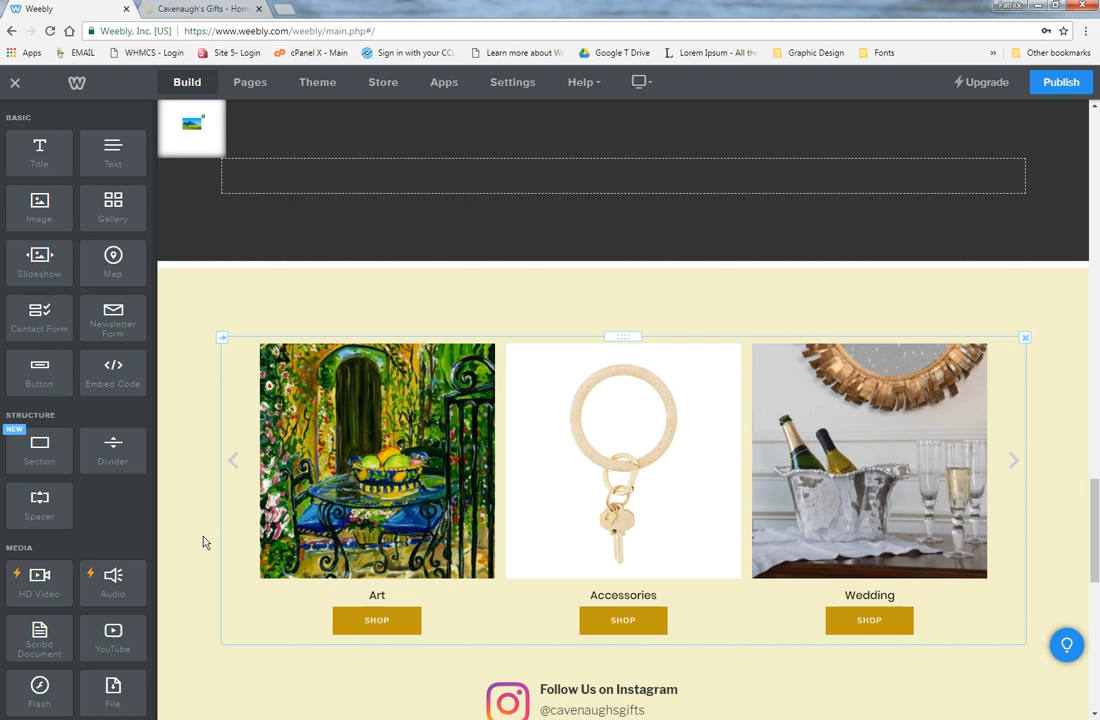 Patrick
Weebly
Cavenaugh's Gifts - Hom
Weebly, Inc. [US] https://www.weebly.com/weebly/main.php#/
Apps EMAIL WHMCS - Login Site 5- Login cPanel X - Main Sign in with your CCL Learn more about W Google T Drive Lorem Ipsum - All the Graphic Design Fonts » Other bookmarks
Build Pages Theme Store Apps Settings Help Upgrade Publish
BASIC
Title Text
Image Gallery
Slideshow Map
Contact Form Newsletter Form
Button Embed Code
STRUCTURE
NEW
Section Divider
Spacer
MEDIA
HD Video Audio
Scribd Document YouTube
Flash File
Art Accessories Wedding
SHOP SHOP SHOP
Follow Us on Instagram
@cavenaughsgifts